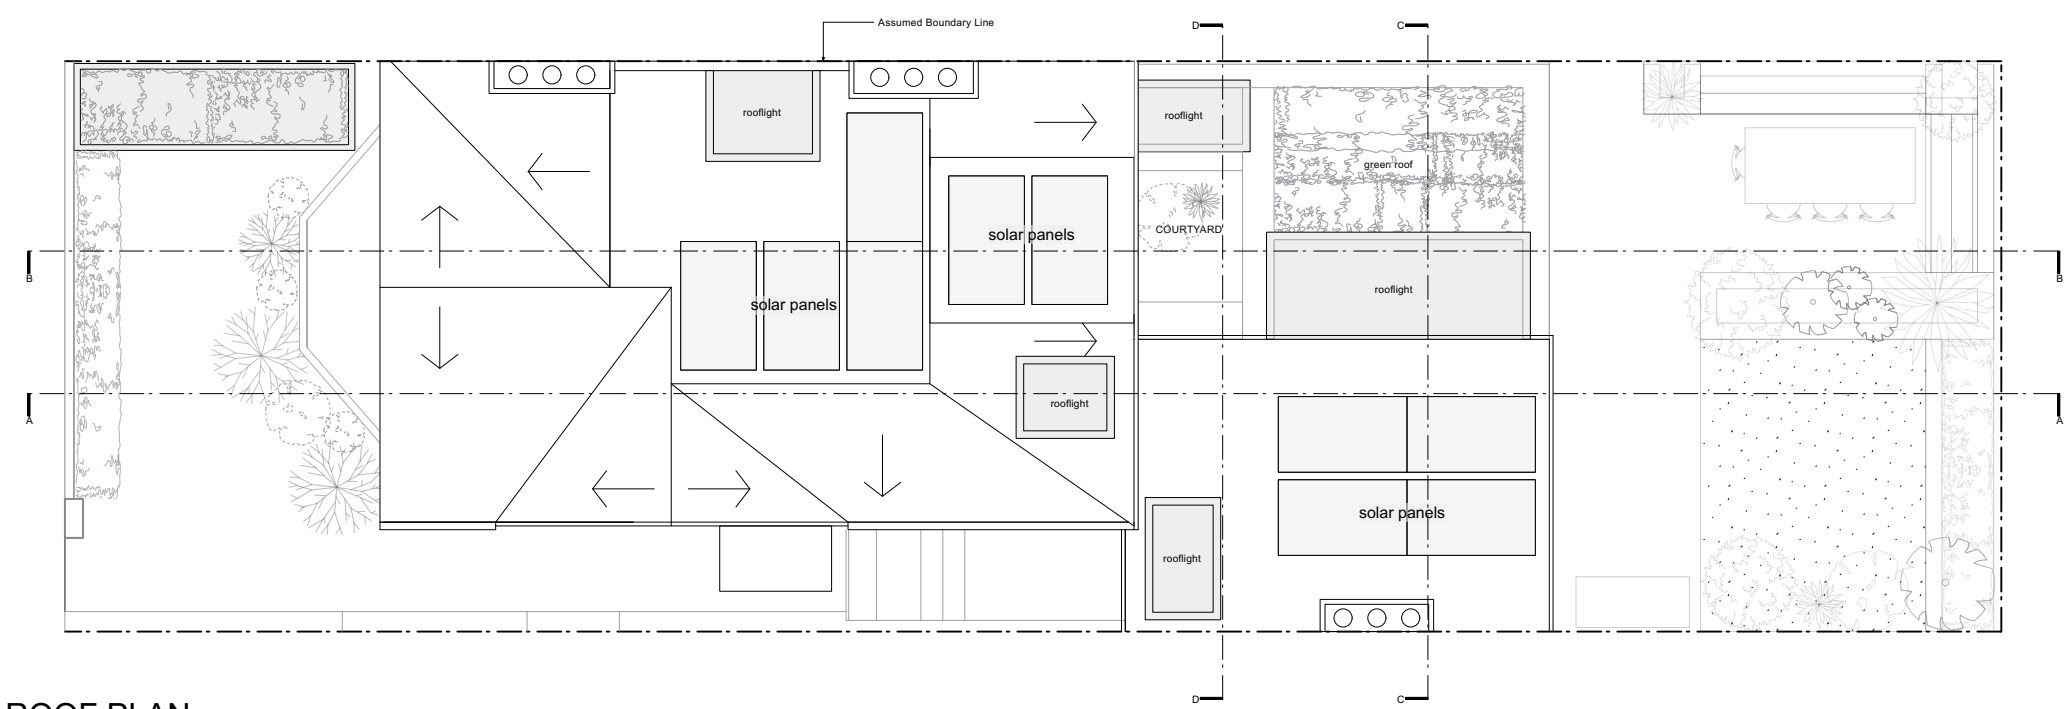 Assumed Boundary Line
D
C
rooflight
rooflight
green roof
COURTYARD
solar panels
B
B
rooflight
solar panels
rooflight
A
A
solar panels
rooflight
D
C
ROOF PLAN